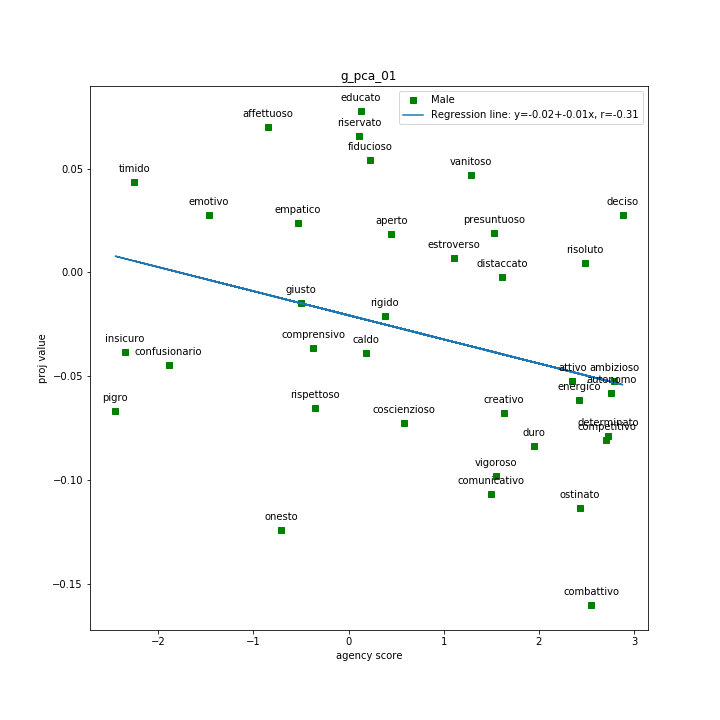 g_pca_01
Male
Regression line: y=-0.02+-0.01x, r=-0.31
educato
affettuoso
riservato
fiducioso
vanitoso
timido
emotivo
empatico
deciso
aperto
presuntuoso
estroverso
risoluto
distaccato
giusto
rigido
insicuro
comprensivo
caldo
confusionario
attivo
ambizioso
autonomo
energico
pigro
rispettoso
creativo
coscienzioso
determinato
competitivo
duro
vigoroso
comunicativo
ostinato
onesto
combattivo
0.05
0.00
−0.05
−0.10
−0.15
proj value
−2
−1
0
1
2
3
agency score